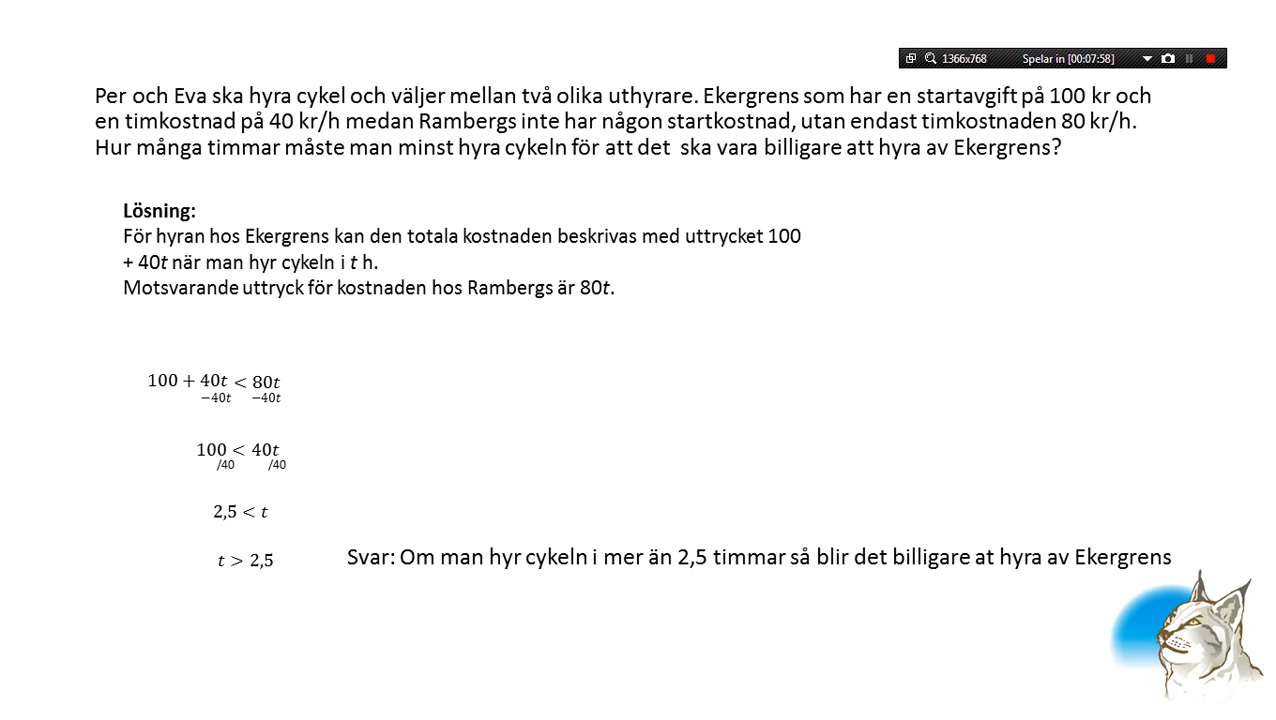 1366x768 Spelar in [00:07:58]
Per och Eva ska hyra cykel och väljer mellan två olika uthyrare. Ekergrens som har en startavgift på 100 kr och
en timkostnad på 40 kr/h medan Rambergs inte har någon startkostnad, utan endast timkostnaden 80 kr/h.
Hur många timmar måste man minst hyra cykeln för att det ska vara billigare att hyra av Ekergrens?
Lösning:
För hyran hos Ekergrens kan den totala kostnaden beskrivas med uttrycket 100
+ 40t när man hyr cykeln i t h.
Motsvarande uttryck för kostnaden hos Rambergs är 80t.
100 + 40t < 80t
−40t −40t
100 < 40t
/40 /40
2,5 < t
t > 2,5
Svar: Om man hyr cykeln i mer än 2,5 timmar så blir det billigare at hyra av Ekergrens